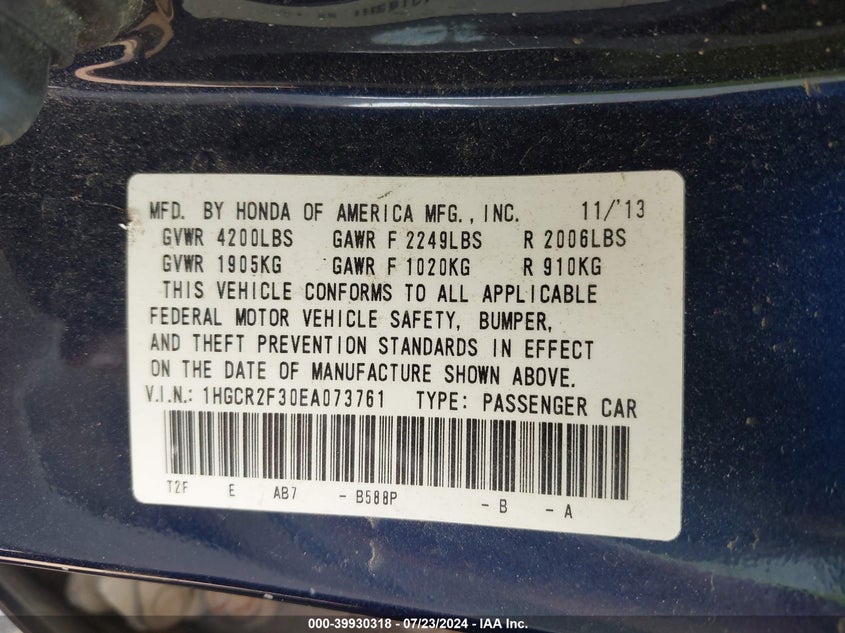 MFD. BY HONDA OF AMERICA MFG., INC. 11/'13
GVWR 4200LBS GAWR F 2249LBS R 2006LBS
GVWR 1905KG GAWR F 1020KG R 910KG
THIS VEHICLE CONFORMS TO ALL APPLICABLE
FEDERAL MOTOR VEHICLE SAFETY, BUMPER,
AND THEFT PREVENTION STANDARDS IN EFFECT
ON THE DATE OF MANUFACTURE SHOWN ABOVE.
V.I.N.: 1HGCR2F30EA073761 TYPE: PASSENGER CAR
T2F E AB7 - B588P - B - A
000-39930318 - 07/23/2024 - IAA Inc.